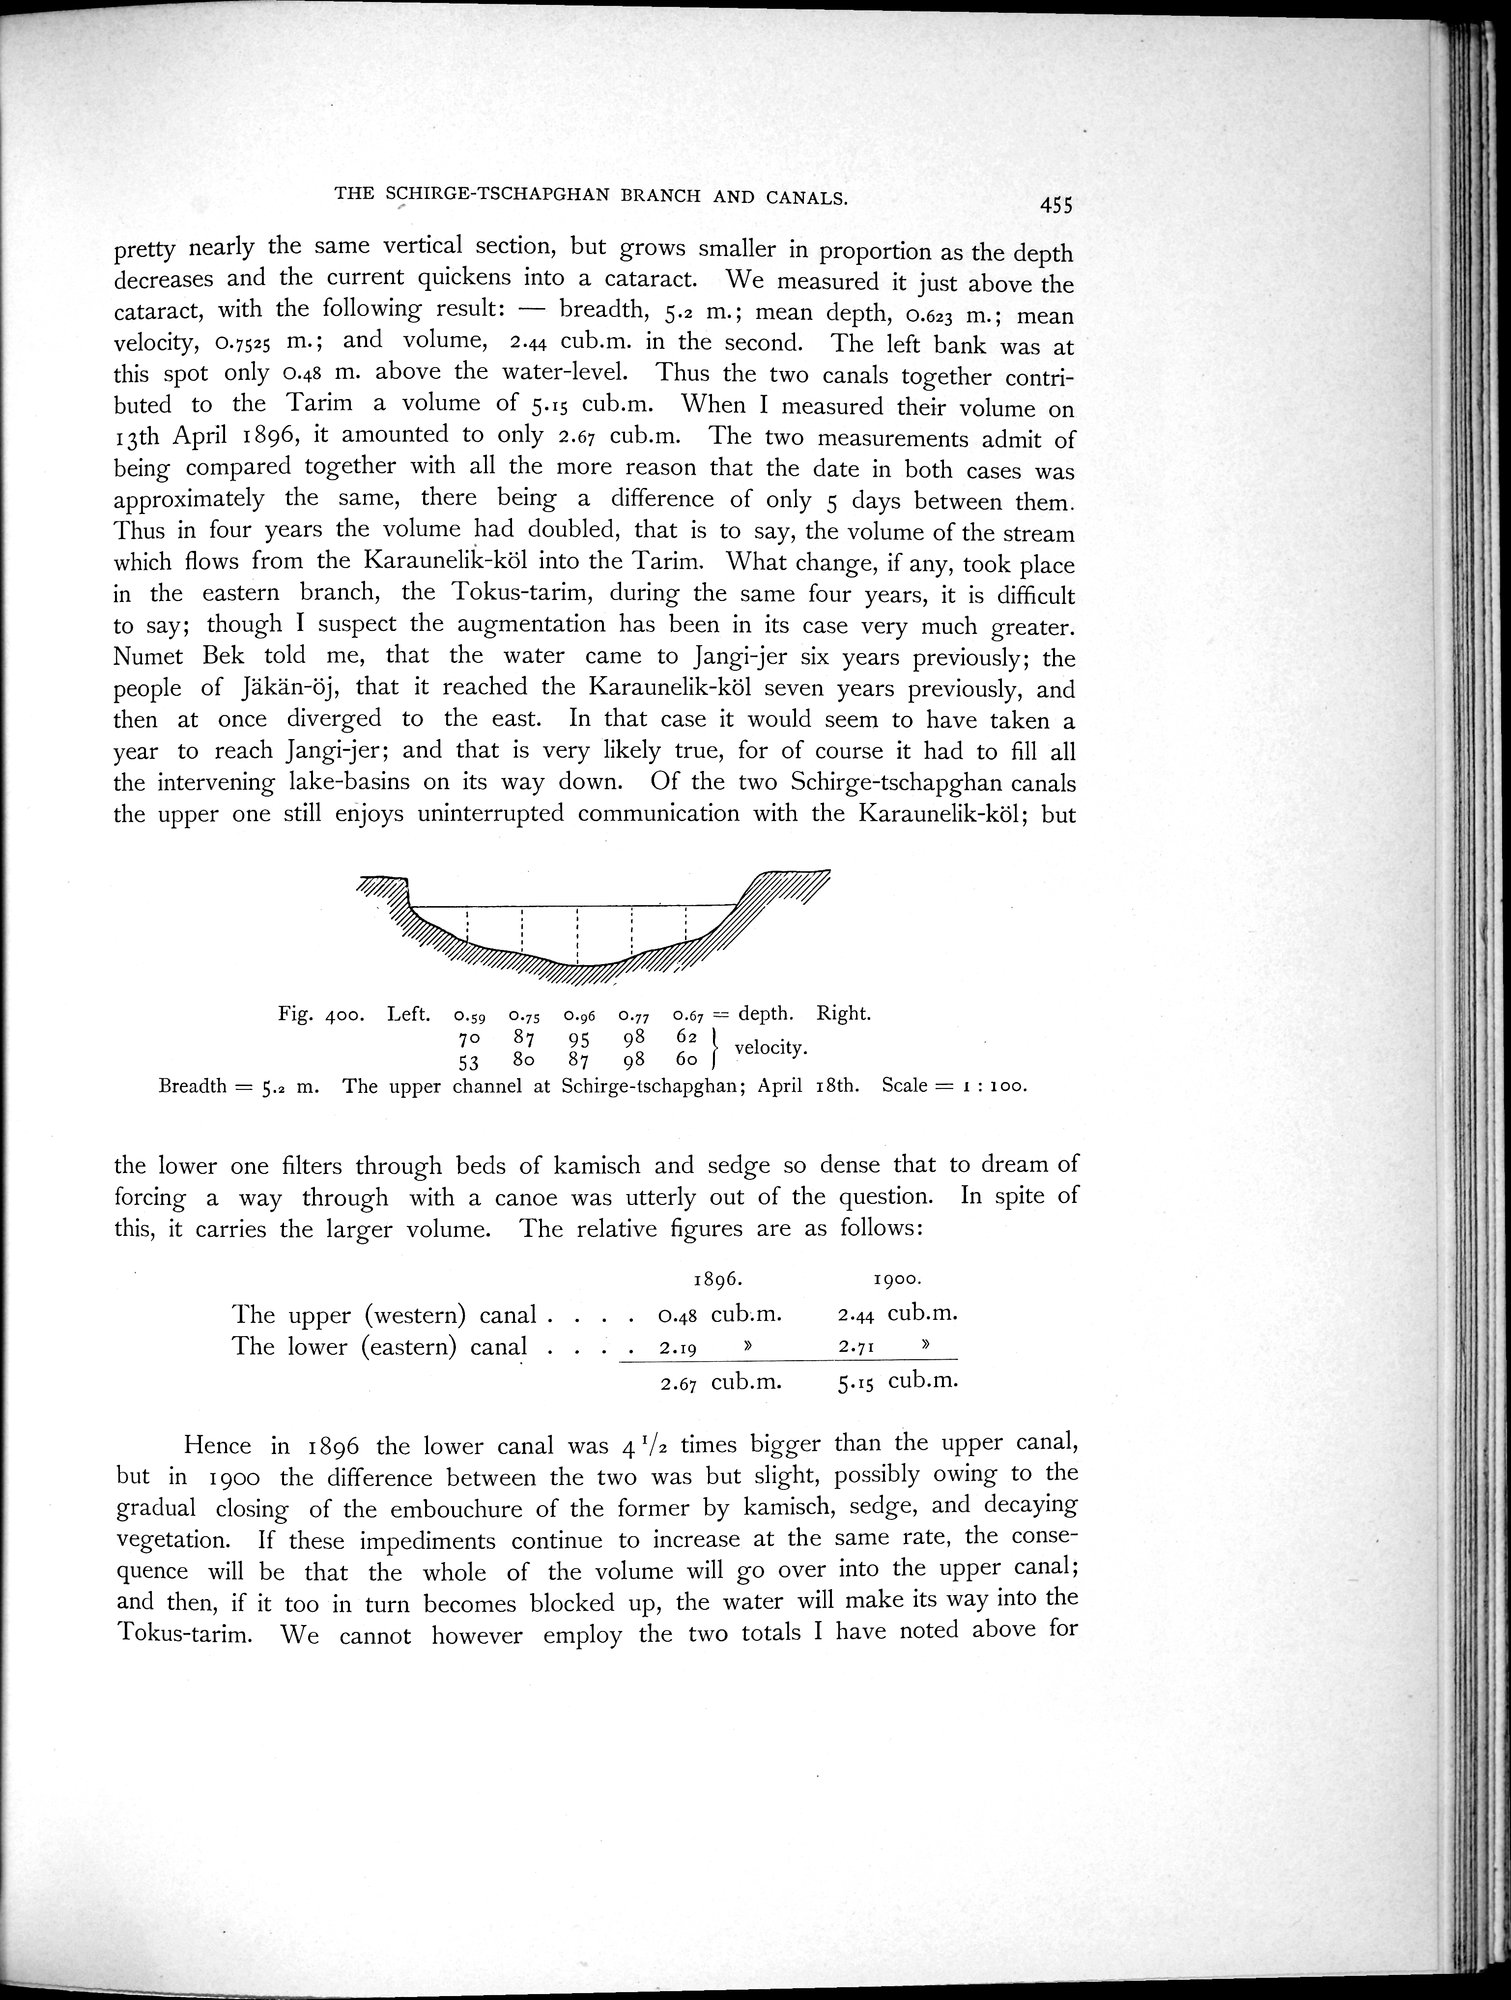 THE SCHIRGE-TSCHAPGHAN BRANCH AND CANALS.
455
pretty nearly the same vertical section, but grows smaller in proportion as the depth
decreases and the current quickens into a cataract. We measured it just above the
cataract, with the following result: — breadth, 5.2 m.; mean depth, 0.623 m.; mean
velocity, 0.7525 m.; and volume, 2.44 cub.m. in the second. The left bank was at
this spot only 0.48 m. above the water-level. Thus the two canals together contri-
buted to the Tarim a volume of 5.15 cub.m. When I measured their volume on
13th April 1896, it amounted to only 2.67 cub.m. The two measurements admit of
being compared together with all the more reason that the date in both cases was
approximately the same, there being a difference of only 5 days between them.
Thus in four years the volume had doubled, that is to say, the volume of the stream
which flows from the Karaunelik-köl into the Tarim. What change, if any, took place
in the eastern branch, the Tokus-tarim, during the same four years, it is difficult
to say; though I suspect the augmentation has been in its case very much greater.
Numet Bek told me, that the water came to Jangi-jer six years previously; the
people of Jäkän-öj, that it reached the Karaunelik-köl seven years previously, and
then at once diverged to the east. In that case it would seem to have taken a
year to reach Jangi-jer; and that is very likely true, for of course it had to fill all
the intervening lake-basins on its way down. Of the two Schirge-tschapghan canals
the upper one still enjoys uninterrupted communication with the Karaunelik-köl; but
Fig. 400. Left. 0.59 0.75 0.96 0.77 0.67 = depth. Right.
70 87 95 98 62
53 80 87 98 60 } velocity.
Breadth = 5.2 m. The upper channel at Schirge-tschapghan; April 18th. Scale = 1 : 100.
the lower one filters through beds of kamisch and sedge so dense that to dream of
forcing a way through with a canoe was utterly out of the question. In spite of
this, it carries the larger volume. The relative figures are as follows:
1896. 1900.
The upper (western) canal . . . . 0.48 cub.m. 2.44 cub.m.
The lower (eastern) canal . . . . 2.19 » 2.71 »
2.67 cub.m. 5.15 cub.m.
Hence in 1896 the lower canal was 4 1/2 times bigger than the upper canal,
but in 1900 the difference between the two was but slight, possibly owing to the
gradual closing of the embouchure of the former by kamisch, sedge, and decaying
vegetation. If these impediments continue to increase at the same rate, the conse-
quence will be that the whole of the volume will go over into the upper canal;
and then, if it too in turn becomes blocked up, the water will make its way into the
Tokus-tarim. We cannot however employ the two totals I have noted above for